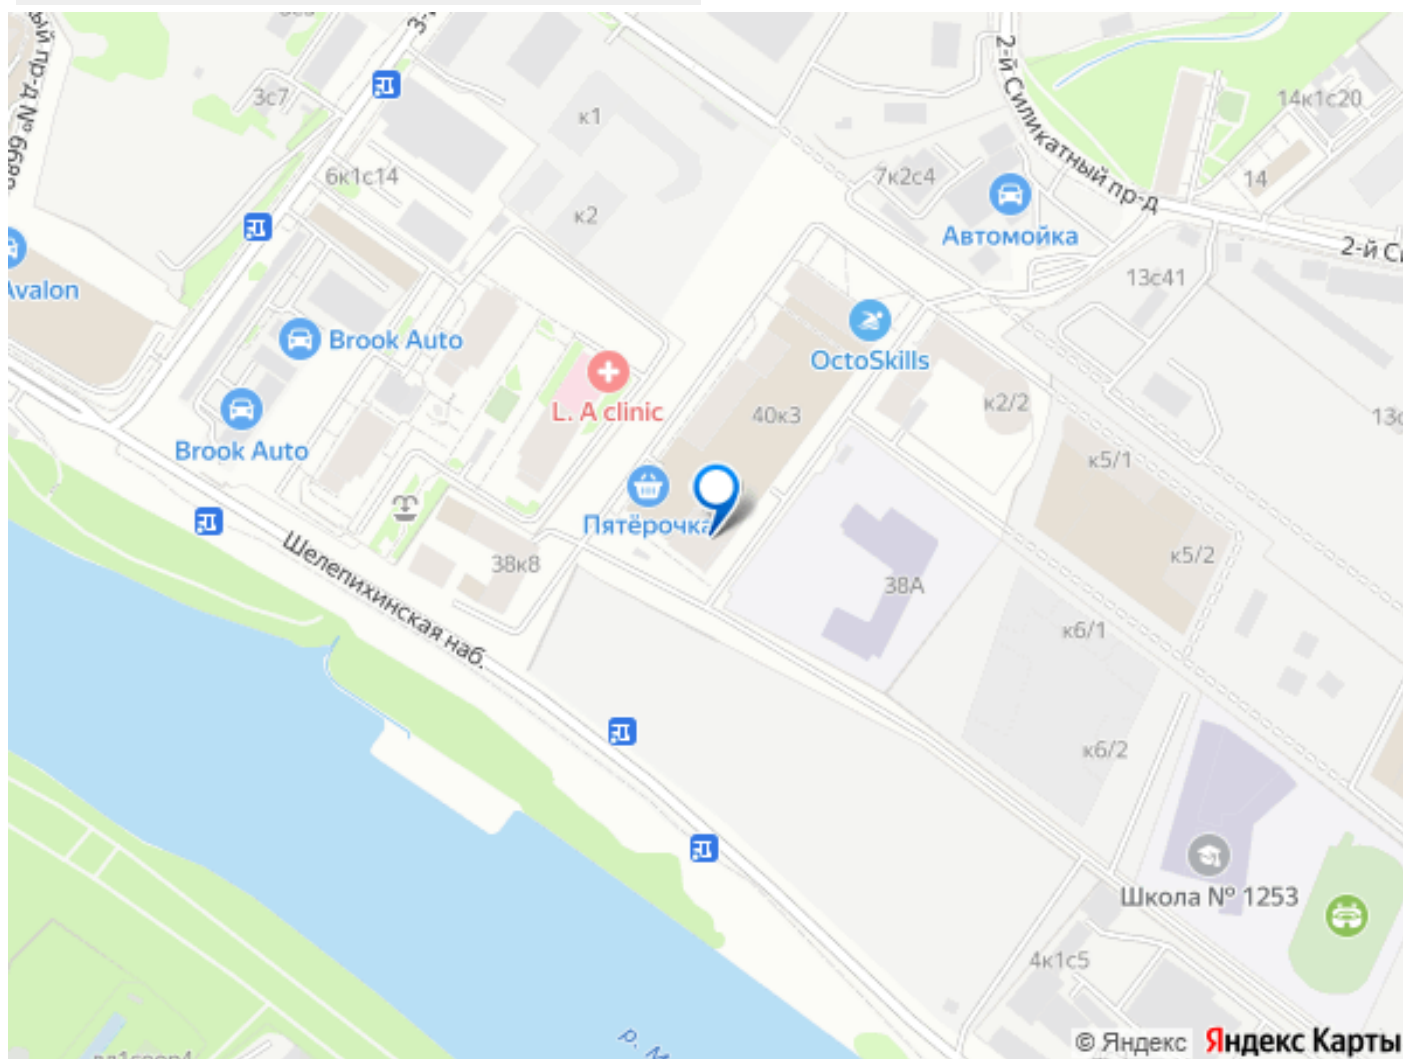 3-
3с7
к1
2-й Силикатный пр-д
14к1с20
6к1с14
7к2с4
14
к2
Автомойка
2-й Си
13с41
Avalon
Brook Auto
OctoSkills
L. A clinic
40к3
к2/2
Brook Auto
к5/1
Пятёрочка
к5/2
38к8
38А
Шелепихинская наб.
к6/1
к6/2
Школа № 1253
4к1с5
р. М
© Яндекс Яндекс Карты